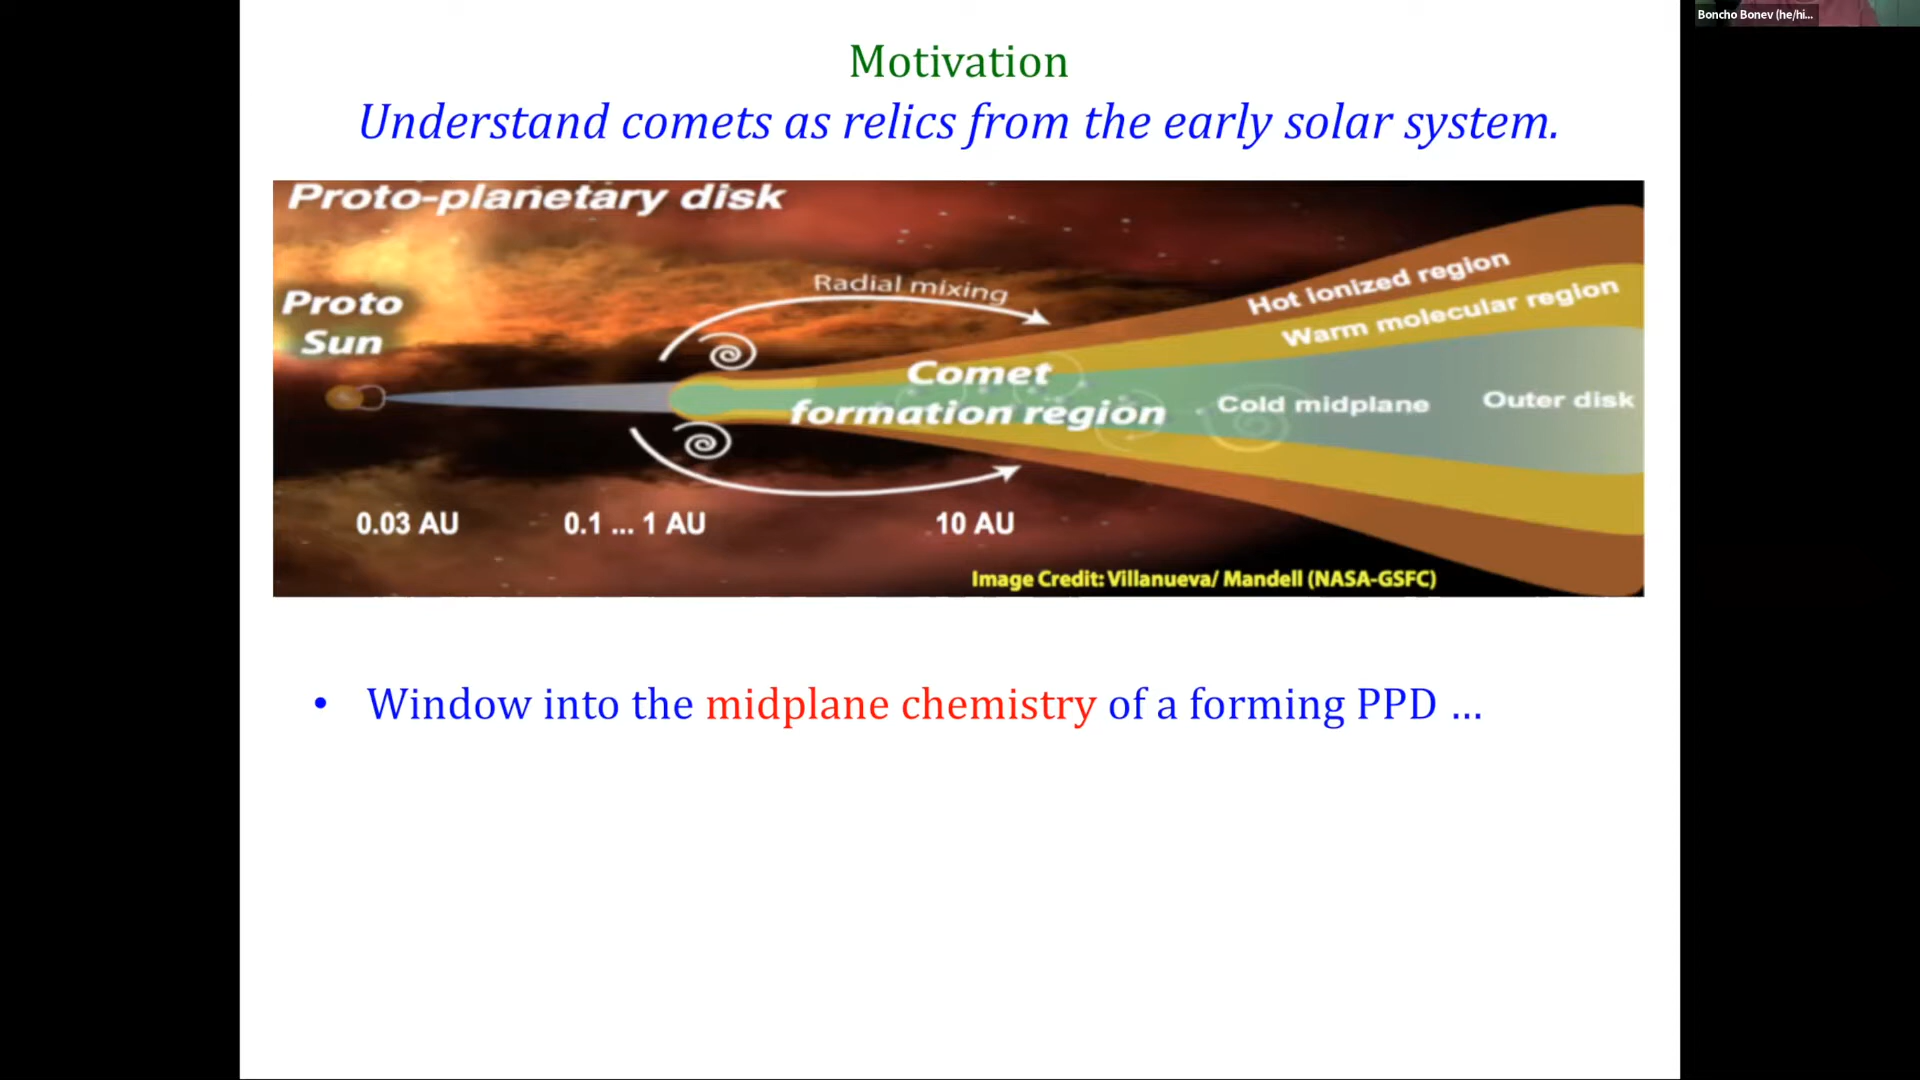 Boncho Bonev (he/hi...
Motivation
Understand comets as relics from the early solar system.
Proto-planetary disk
Radial mixing
Hot ionized region
Warm molecular region
Proto
Sun
Comet
formation region
Cold midplane
Outer disk
0.03 AU
0.1 ... 1 AU
10 AU
Image Credit: Villanueva/ Mandell (NASA-GSFC)
• Window into the midplane chemistry of a forming PPD ...